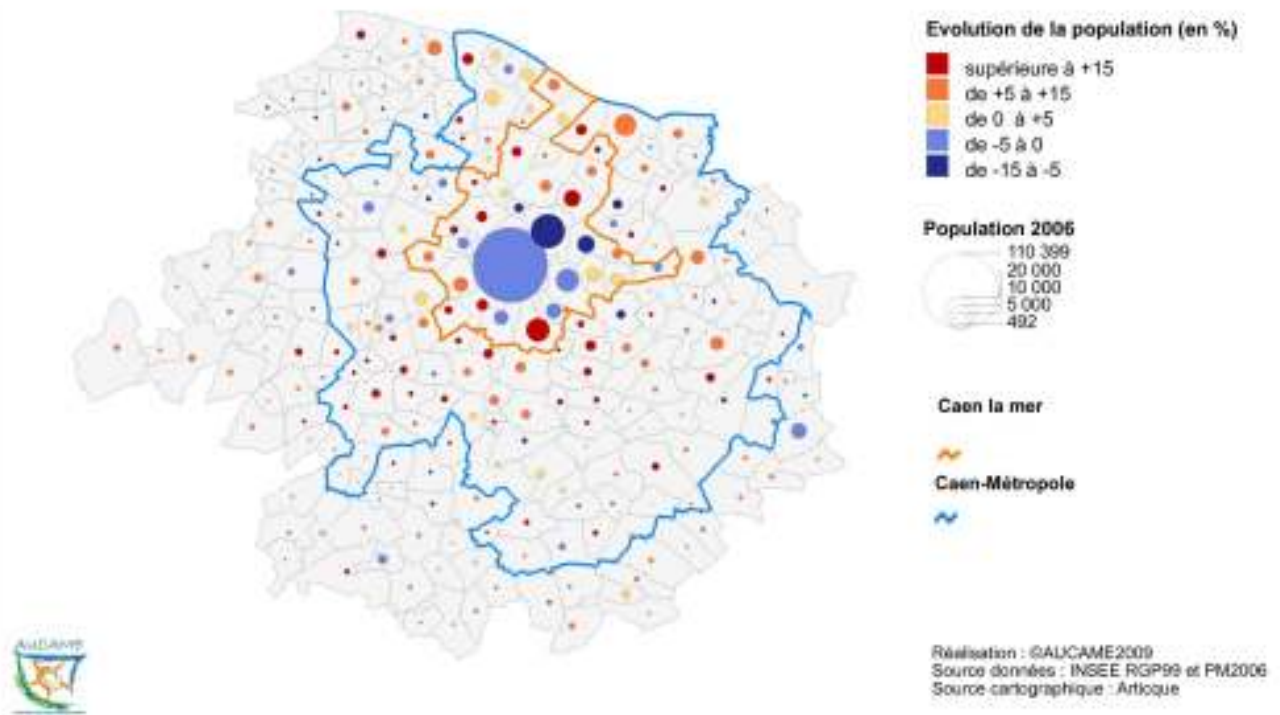 Evolution de la population (en %)
supérieure à +15
de +5 à +15
de 0 à +5
de -5 à 0
de -15 à -5
Population 2006
110 399
20 000
10 000
5 000
492
Caen la mer
Caen-Métropole
AUCAME
Réalisation : ©AUCAME2009
Source données : INSEE RGP99 et PM2006
Source cartographique : Articque